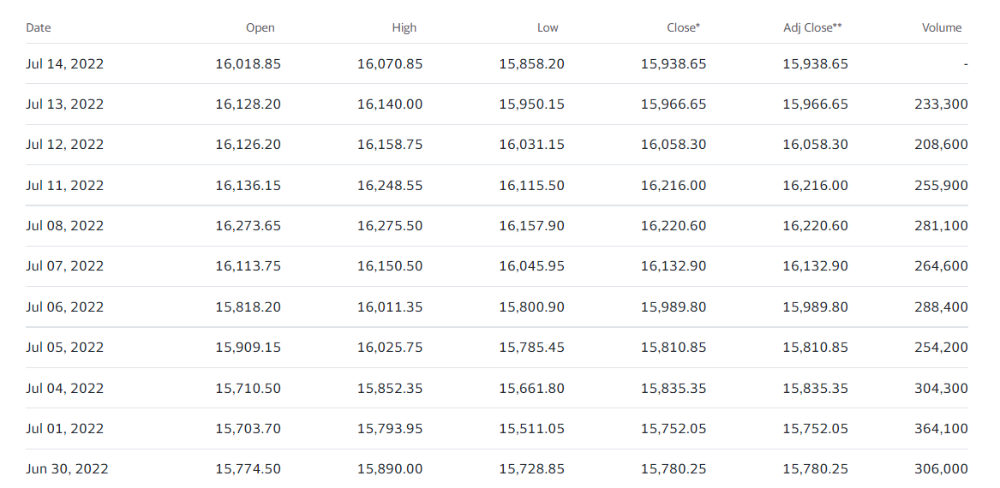 Date Open High Low Close* Adj Close** Volume
Jul 14, 2022 16,018.85 16,070.85 15,858.20 15,938.65 15,938.65 -
Jul 13, 2022 16,128.20 16,140.00 15,950.15 15,966.65 15,966.65 233,300
Jul 12, 2022 16,126.20 16,158.75 16,031.15 16,058.30 16,058.30 208,600
Jul 11, 2022 16,136.15 16,248.55 16,115.50 16,216.00 16,216.00 255,900
Jul 08, 2022 16,273.65 16,275.50 16,157.90 16,220.60 16,220.60 281,100
Jul 07, 2022 16,113.75 16,150.50 16,045.95 16,132.90 16,132.90 264,600
Jul 06, 2022 15,818.20 16,011.35 15,800.90 15,989.80 15,989.80 288,400
Jul 05, 2022 15,909.15 16,025.75 15,785.45 15,810.85 15,810.85 254,200
Jul 04, 2022 15,710.50 15,852.35 15,661.80 15,835.35 15,835.35 304,300
Jul 01, 2022 15,703.70 15,793.95 15,511.05 15,752.05 15,752.05 364,100
Jun 30, 2022 15,774.50 15,890.00 15,728.85 15,780.25 15,780.25 306,000